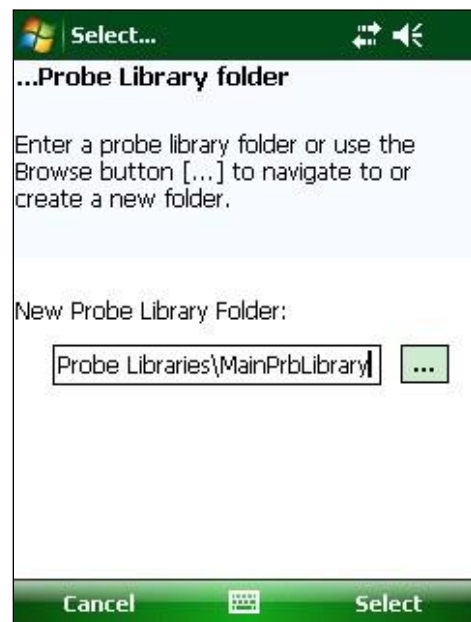 Select...
...Probe Library folder
Enter a probe library folder or use the
Browse button [...] to navigate to or
create a new folder.
New Probe Library Folder:
Probe Libraries\MainPrbLibrary
...
Cancel
Select